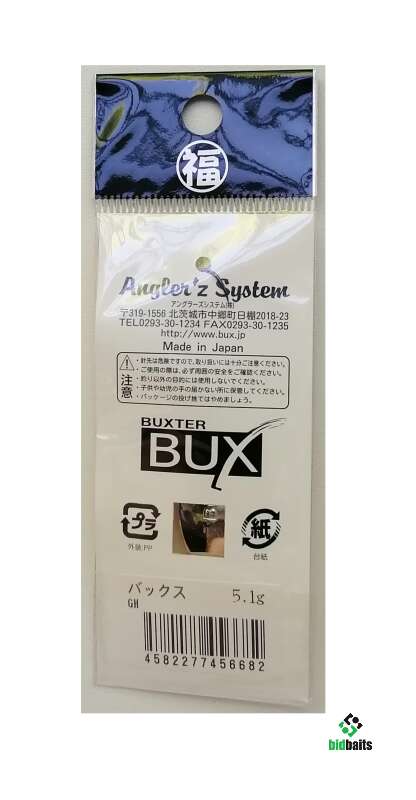 福
Angler'z System
アングラーズシステム(株)
〒319-1556 北茨城市中郷町日棚2018-23
TEL0293-30-1234 FAX0293-30-1235
http://www.bux.jp
Made in Japan
注意
・針先は危険ですので、取り扱いには十分ご注意ください。
・ご使用の際は、必ず周囲の安全をご確認ください。
・釣り以外の目的には使用しないでください。
・子供や幼児の手の届かない所に保管してください。
・パッケージの投げ捨てはやめましょう。
BUXTER
BUX
プラ
紙
外装:PP
台紙
バックス 5.1g
GH
4582277456682
bidbaits